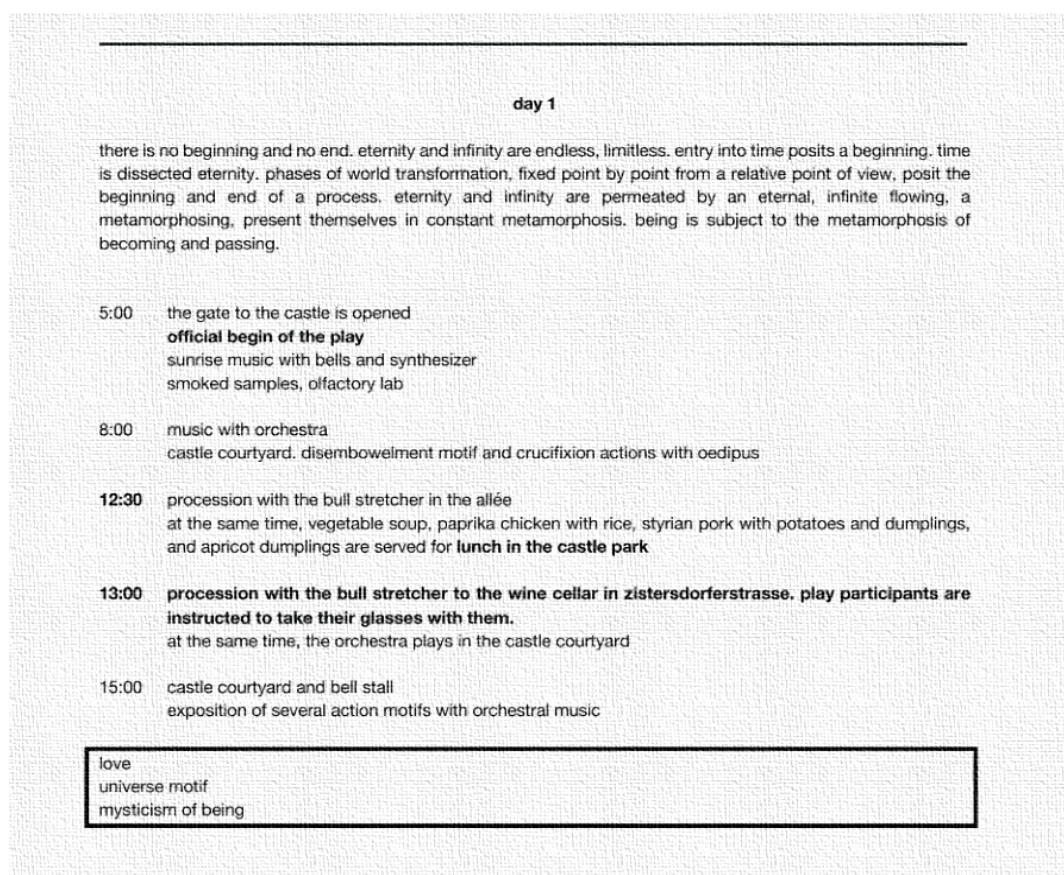 day 1
there is no beginning and no end. eternity and infinity are endless, limitless. entry into time posits a beginning. time
is dissected eternity. phases of world transformation, fixed point by point from a relative point of view, posit the
beginning and end of a process. eternity and infinity are permeated by an eternal, infinite flowing, a
metamorphosing, present themselves in constant metamorphosis. being is subject to the metamorphosis of
becoming and passing.
5:00 the gate to the castle is opened
official begin of the play
sunrise music with bells and synthesizer
smoked samples, olfactory lab
8:00 music with orchestra
castle courtyard. disembowelment motif and crucifixion actions with oedipus
12:30 procession with the bull stretcher in the allée
at the same time, vegetable soup, paprika chicken with rice, styrian pork with potatoes and dumplings,
and apricot dumplings are served for lunch in the castle park
13:00 procession with the bull stretcher to the wine cellar in zistersdorferstrasse. play participants are
instructed to take their glasses with them.
at the same time, the orchestra plays in the castle courtyard
15:00 castle courtyard and bell stall
exposition of several action motifs with orchestral music
love
universe motif
mysticism of being